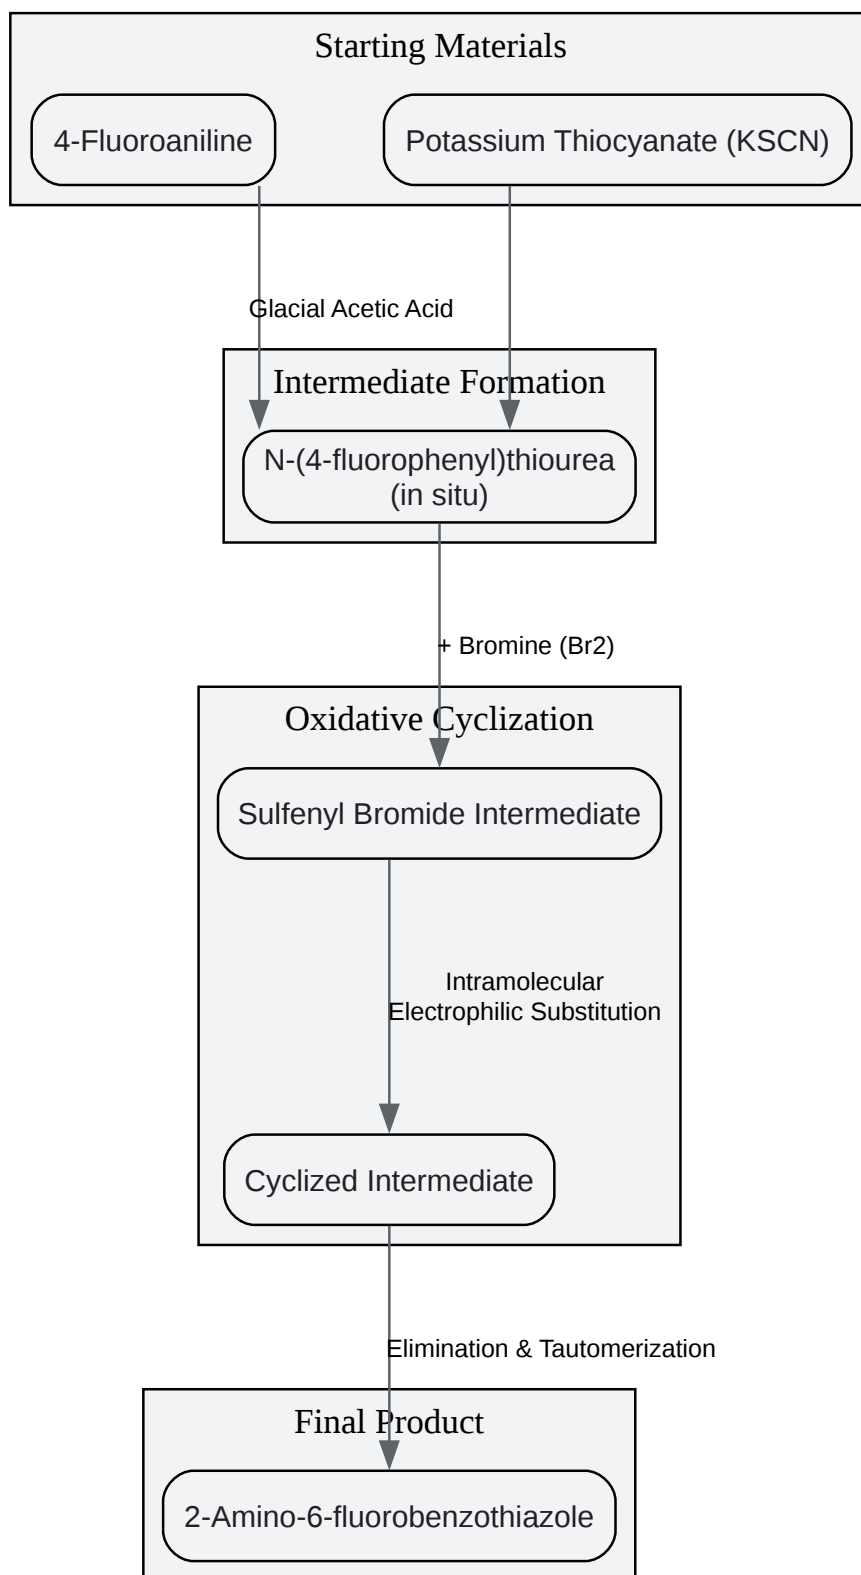 Starting Materials
4-Fluoroaniline
Potassium Thiocyanate (KSCN)
Glacial Acetic Acid
Intermediate Formation
N-(4-fluorophenyl)thiourea
(in situ)
+ Bromine (Br2)
Oxidative Cyclization
Sulfenyl Bromide Intermediate
Intramolecular
Electrophilic Substitution
Cyclized Intermediate
Elimination & Tautomerization
Final Product
2-Amino-6-fluorobenzothiazole